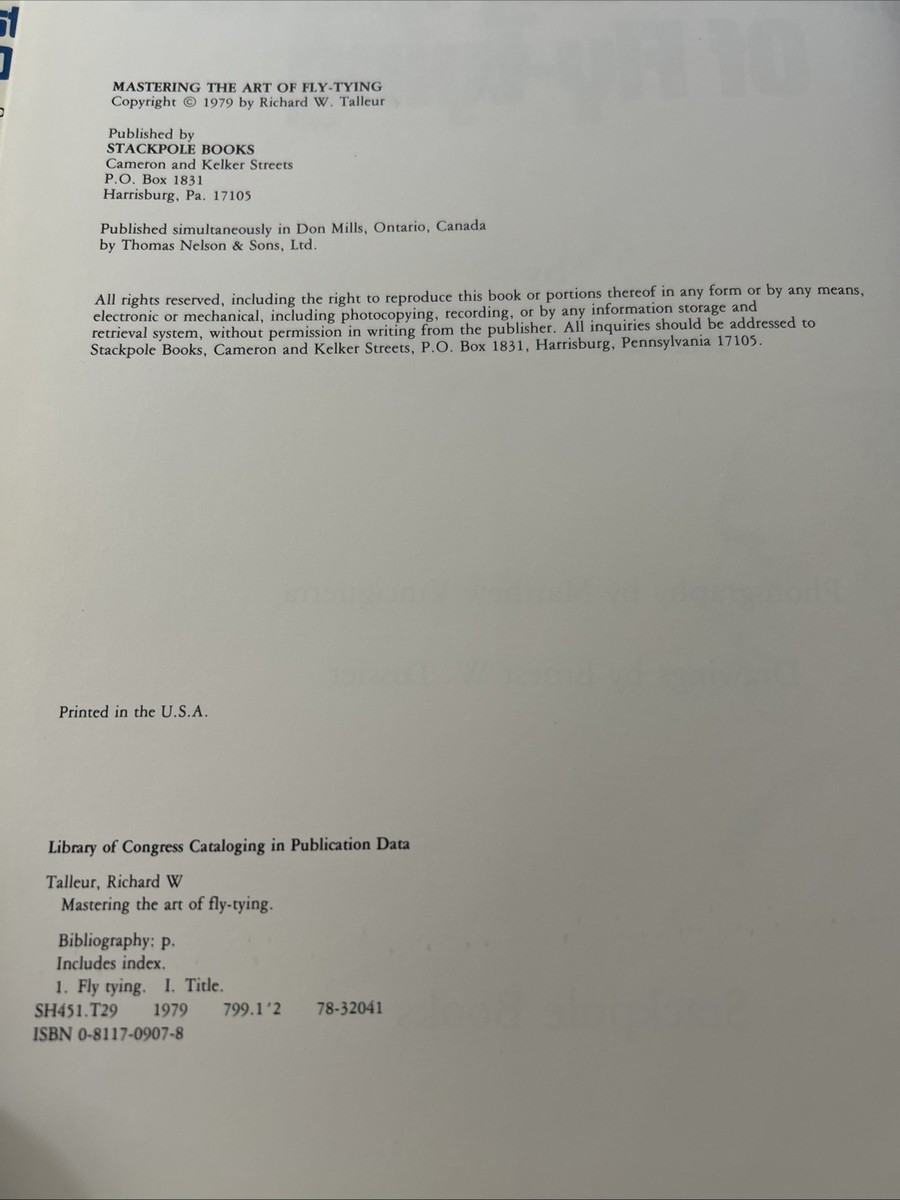 MASTERING THE ART OF FLY-TYING
Copyright © 1979 by Richard W. Talleur
Published by
STACKPOLE BOOKS
Cameron and Kelker Streets
P.O. Box 1831
Harrisburg, Pa. 17105
Published simultaneously in Don Mills, Ontario, Canada
by Thomas Nelson & Sons, Ltd.
All rights reserved, including the right to reproduce this book or portions thereof in any form or by any means,
electronic or mechanical, including photocopying, recording, or by any information storage and
retrieval system, without permission in writing from the publisher. All inquiries should be addressed to
Stackpole Books, Cameron and Kelker Streets, P.O. Box 1831, Harrisburg, Pennsylvania 17105.
Printed in the U.S.A.
Library of Congress Cataloging in Publication Data
Talleur, Richard W
Mastering the art of fly-tying.
Bibliography: p.
Includes index.
1. Fly tying. I. Title.
SH451.T29 1979 799.1'2 78-32041
ISBN 0-8117-0907-8